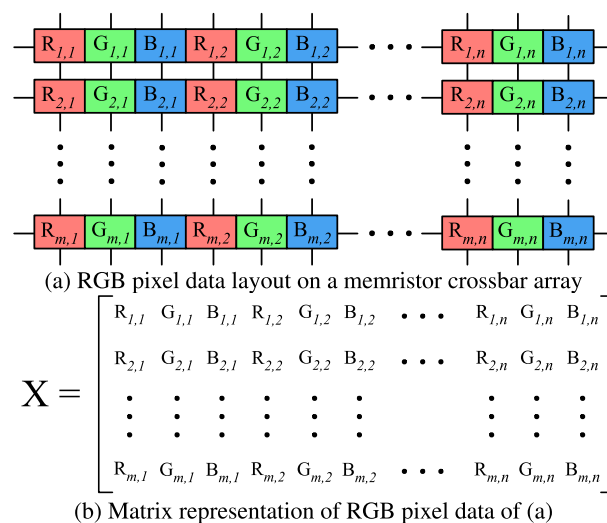 R1,1 G1,1 B1,1 R1,2 G1,2 B1,2 • • • R1,n G1,n B1,n
R2,1 G2,1 B2,1 R2,2 G2,2 B2,2 • • • R2,n G2,n B2,n
Rm,1 Gm,1 Bm,1 Rm,2 Gm,2 Bm,2 • • • Rm,n Gm,n Bm,n
(a) RGB pixel data layout on a memristor crossbar array
R1,1 G1,1 B1,1 R1,2 G1,2 B1,2 • • • R1,n G1,n B1,n
R2,1 G2,1 B2,1 R2,2 G2,2 B2,2 • • • R2,n G2,n B2,n
X =
Rm,1 Gm,1 Bm,1 Rm,2 Gm,2 Bm,2 • • • Rm,n Gm,n Bm,n
(b) Matrix representation of RGB pixel data of (a)